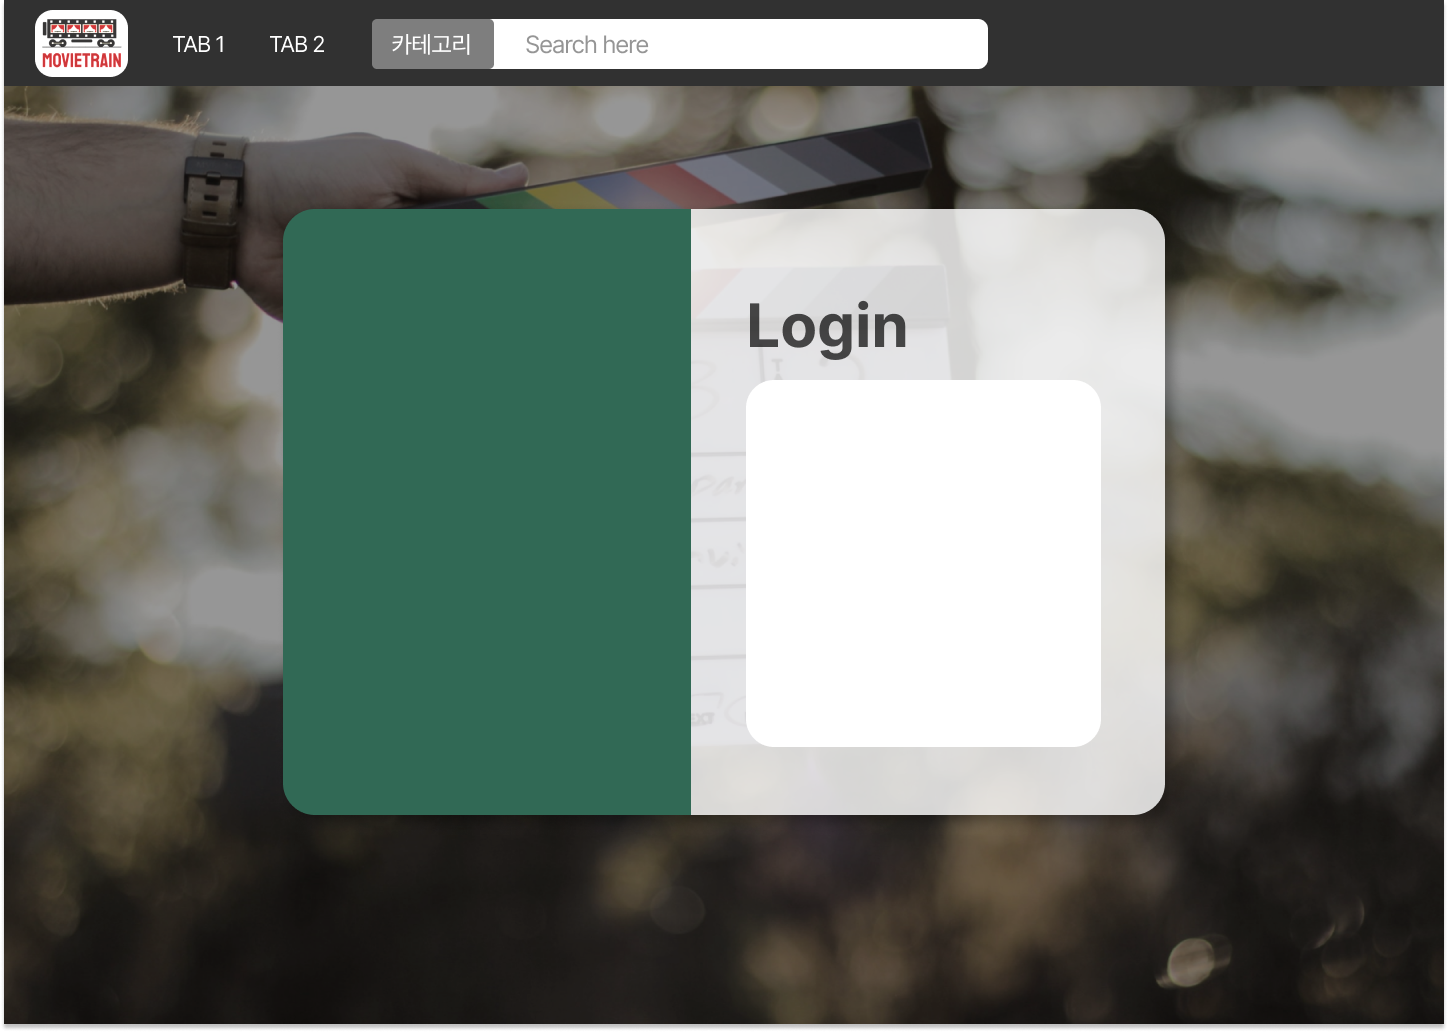 MOVIETRAIN
TAB 1
TAB 2
카테고리
Search here
Login